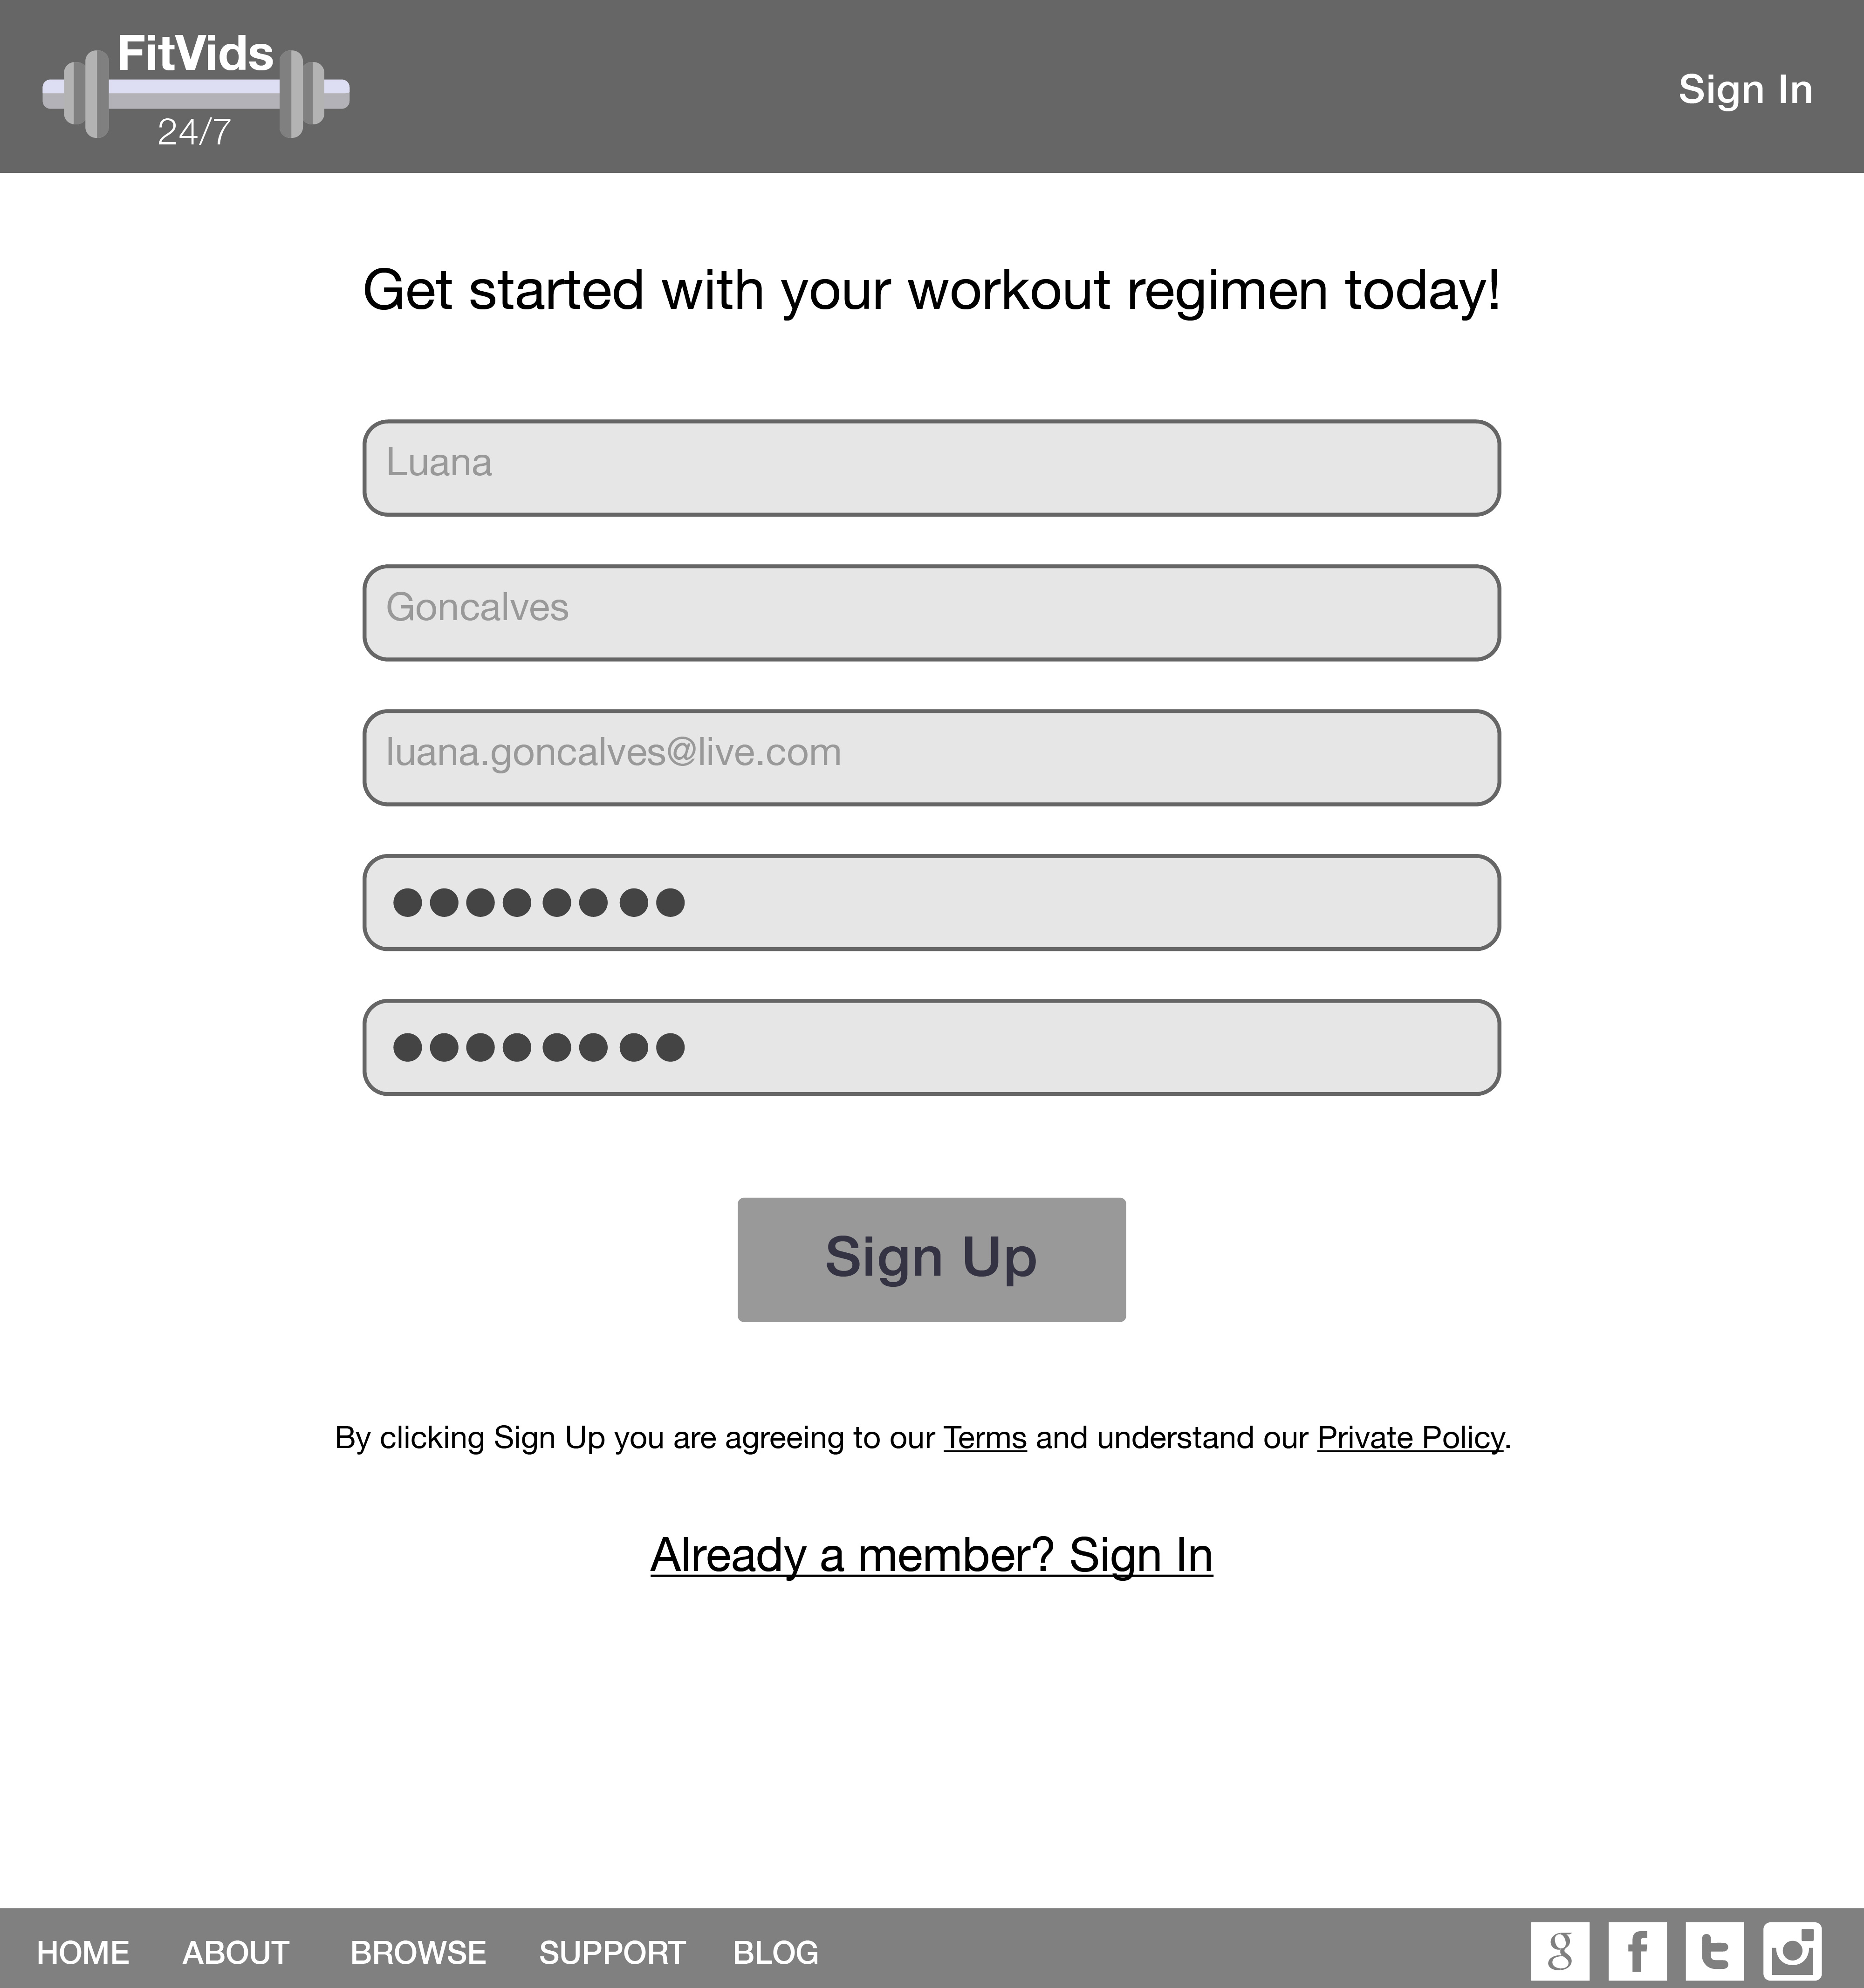 FitVids
24/7
Sign In
Get started with your workout regimen today!
Luana
Goncalves
luana.goncalves@live.com
●●●●●●●●
●●●●●●●●
Sign Up
By clicking Sign Up you are agreeing to our Terms and understand our Private Policy.
Already a member? Sign In
HOME ABOUT BROWSE SUPPORT BLOG